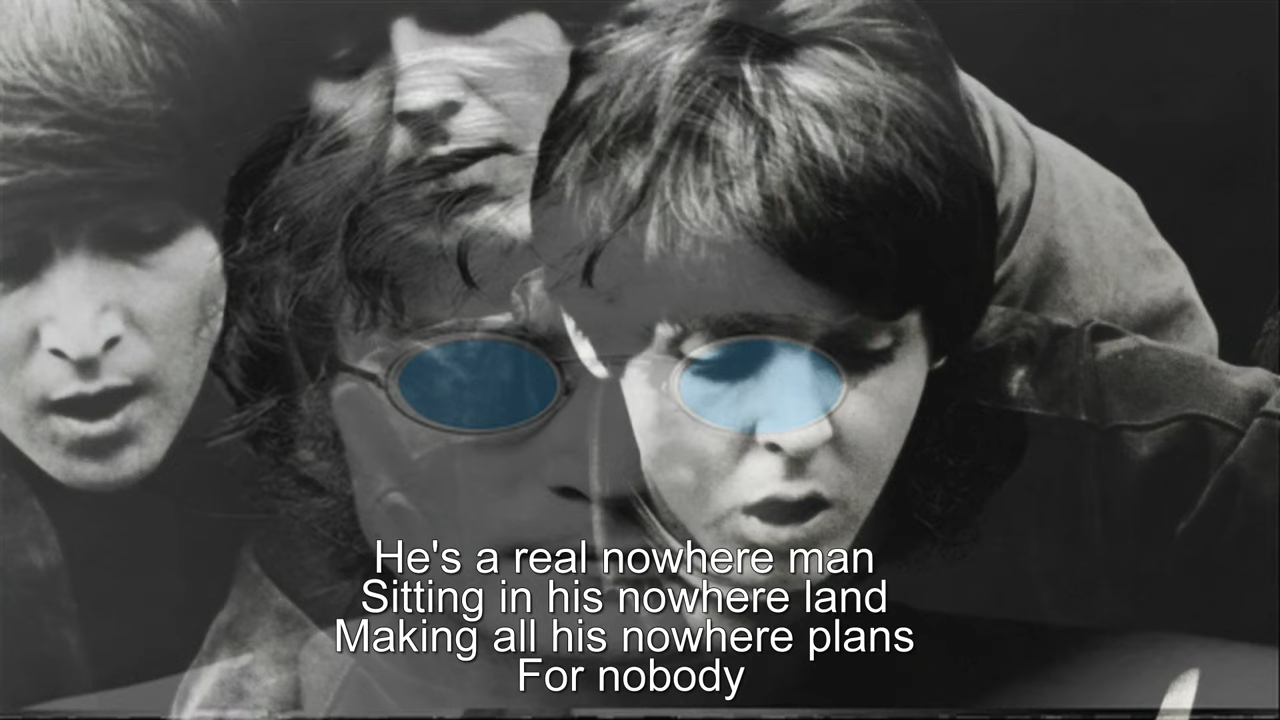 He's a real nowhere man
Sitting in his nowhere land
Making all his nowhere plans
For nobody